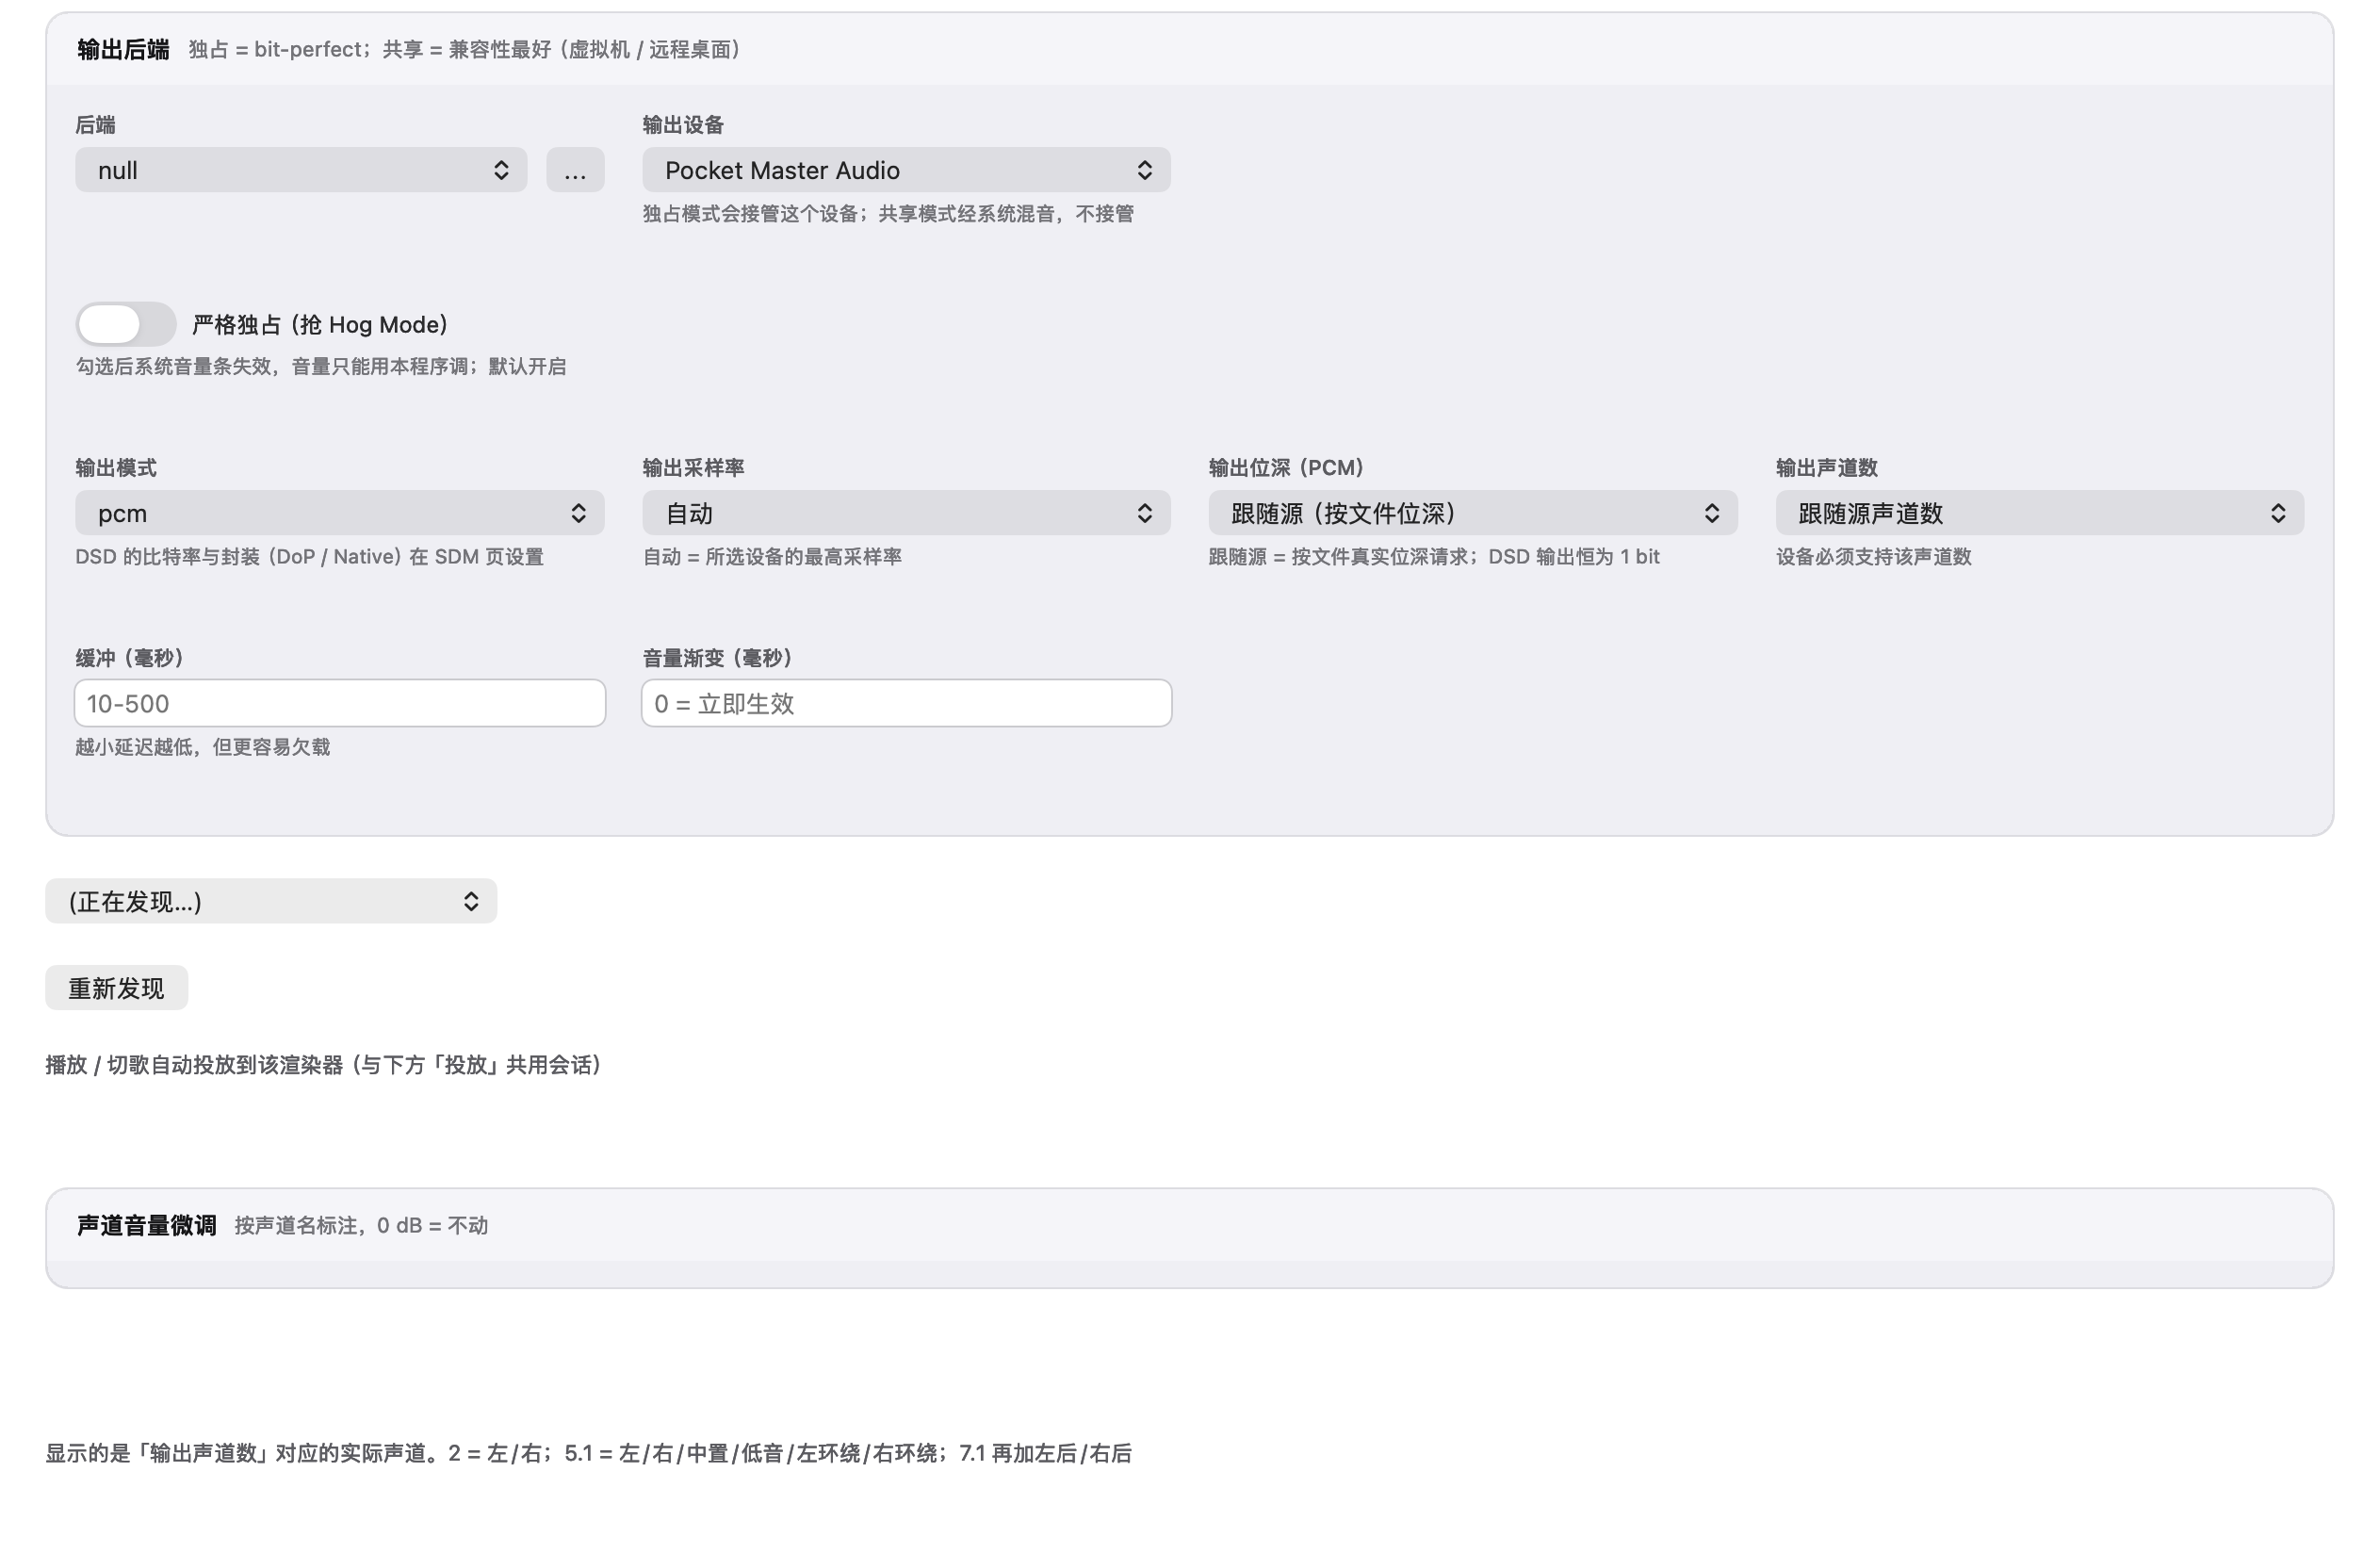 输出后端 独占 = bit-perfect；共享 = 兼容性最好（虚拟机 / 远程桌面）
后端 输出设备
null ... Pocket Master Audio
独占模式会接管这个设备；共享模式经系统混音，不接管
严格独占（抢 Hog Mode）
勾选后系统音量条失效，音量只能用本程序调；默认开启
输出模式 输出采样率 输出位深（PCM） 输出声道数
pcm 自动 跟随源（按文件位深） 跟随源声道数
DSD 的比特率与封装（DoP / Native）在 SDM 页设置 自动 = 所选设备的最高采样率 跟随源 = 按文件真实位深请求；DSD 输出恒为 1 bit 设备必须支持该声道数
缓冲（毫秒） 音量渐变（毫秒）
10-500 0 = 立即生效
越小延迟越低，但更容易欠载
(正在发现...)
重新发现
播放 / 切歌自动投放到该渲染器（与下方「投放」共用会话）
声道音量微调 按声道名标注，0 dB = 不动
显示的是「输出声道数」对应的实际声道。2 = 左/右；5.1 = 左/右/中置/低音/左环绕/右环绕；7.1 再加左后/右后